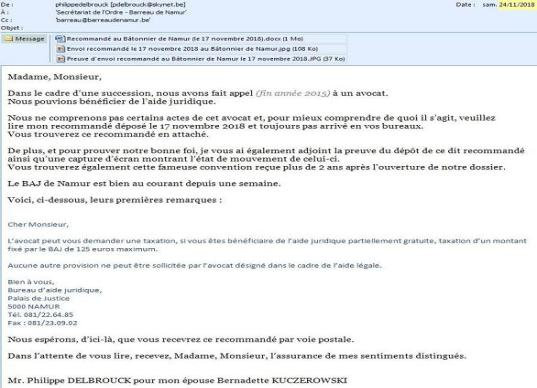 De : philippedelbrouck [pdelbrouck@skynet.be] Date : sam. 24/11/2018
À : 'Secrétariat de l'Ordre - Barreau de Namur'
Cc : 'barreau@barreaudenamur.be'
Objet :
Message Recommandé au Bâtonnier de Namur (le 17 novembre 2018).docx (1 Mo)
Envoi recommandé le 17 novembre 2018 au Bâtonnier de Namur.jpg (108 Ko)
Preuve d'envoi recommandé au Bâtonnier de Namur le 17 novembre 2018.JPG (37 Ko)
Madame, Monsieur,
Dans le cadre d'une succession, nous avons fait appel (fin année 2015) à un avocat.
Nous pouvions bénéficier de l'aide juridique.
Nous ne comprenons pas certains actes de cet avocat et, pour mieux comprendre de quoi il s'agit, veuillez
lire mon recommandé déposé le 17 novembre 2018 et toujours pas arrivé en vos bureaux.
Vous trouverez ce recommandé en attaché.
De plus, et pour prouver notre bonne foi, je vous ai également adjoint la preuve du dépôt de ce dit recommandé
ainsi qu'une capture d'écran montrant l'état de mouvement de celui-ci.
Vous trouverez également cette fameuse convention reçue plus de 2 ans après l'ouverture de notre dossier.
Le BAJ de Namur est bien au courant depuis une semaine.
Voici, ci-dessous, leurs premières remarques :
Cher Monsieur,
L'avocat peut vous demander une taxation, si vous êtes bénéficiaire de l'aide juridique partiellement gratuite, taxation d'un montant
fixé par le BAJ de 125 euros maximum.
Aucune autre provision ne peut être sollicitée par l'avocat désigné dans le cadre de l'aide légale.
Bien à vous,
Bureau d'aide juridique,
Palais de Justice
5000 NAMUR
Tél. 081/22.64.85
Fax : 081/23.09.02
Nous espérons, d'ici-là, que vous recevrez ce recommandé par voie postale.
Dans l'attente de vous lire, recevez, Madame, Monsieur, l'assurance de mes sentiments distingués.
Mr. Philippe DELBROUCK pour mon épouse Bernadette KUCZEROWSKI